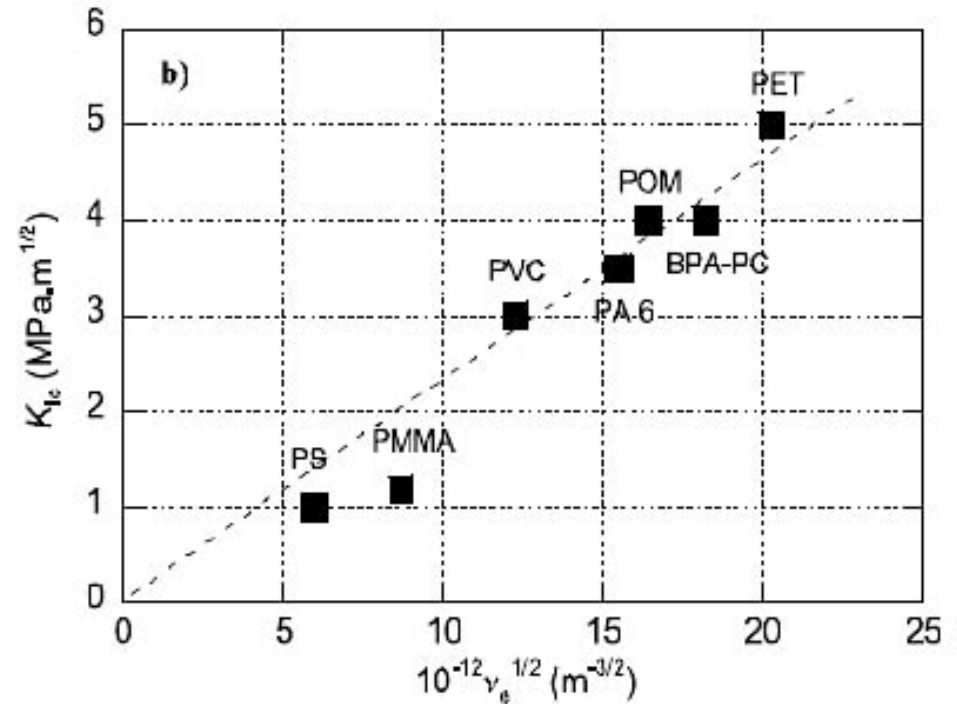 6
b)
PET
5
POM
4
BPA-PC
PVC
PA-6
3
K_Ic (MPa.m^1/2)
2
PMMA
PS
1
0
0 5 10 15 20 25
10^-12 ν_e^1/2 (m^-3/2)